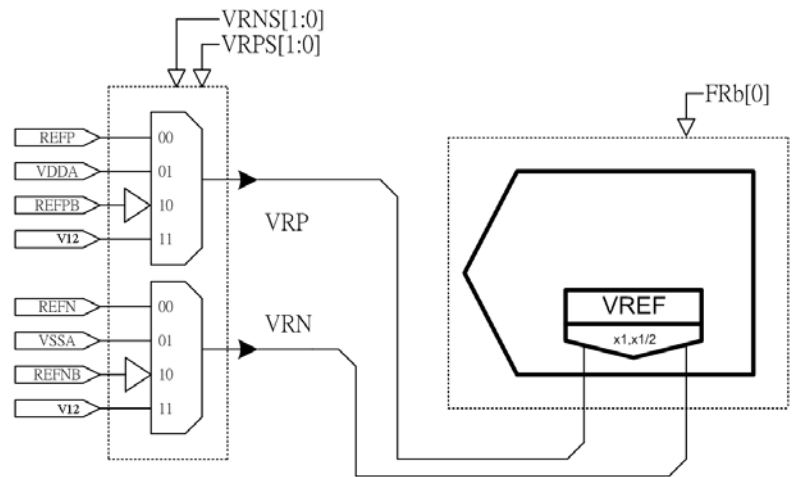 VRNS[1:0]
VRPS[1:0]
FRb[0]
REFP 00
VDDA 01
REFPB 10
V12 11
VRP
REFN 00
VSSA 01
REFNB 10
V12 11
VRN
VREF
x1,x1/2